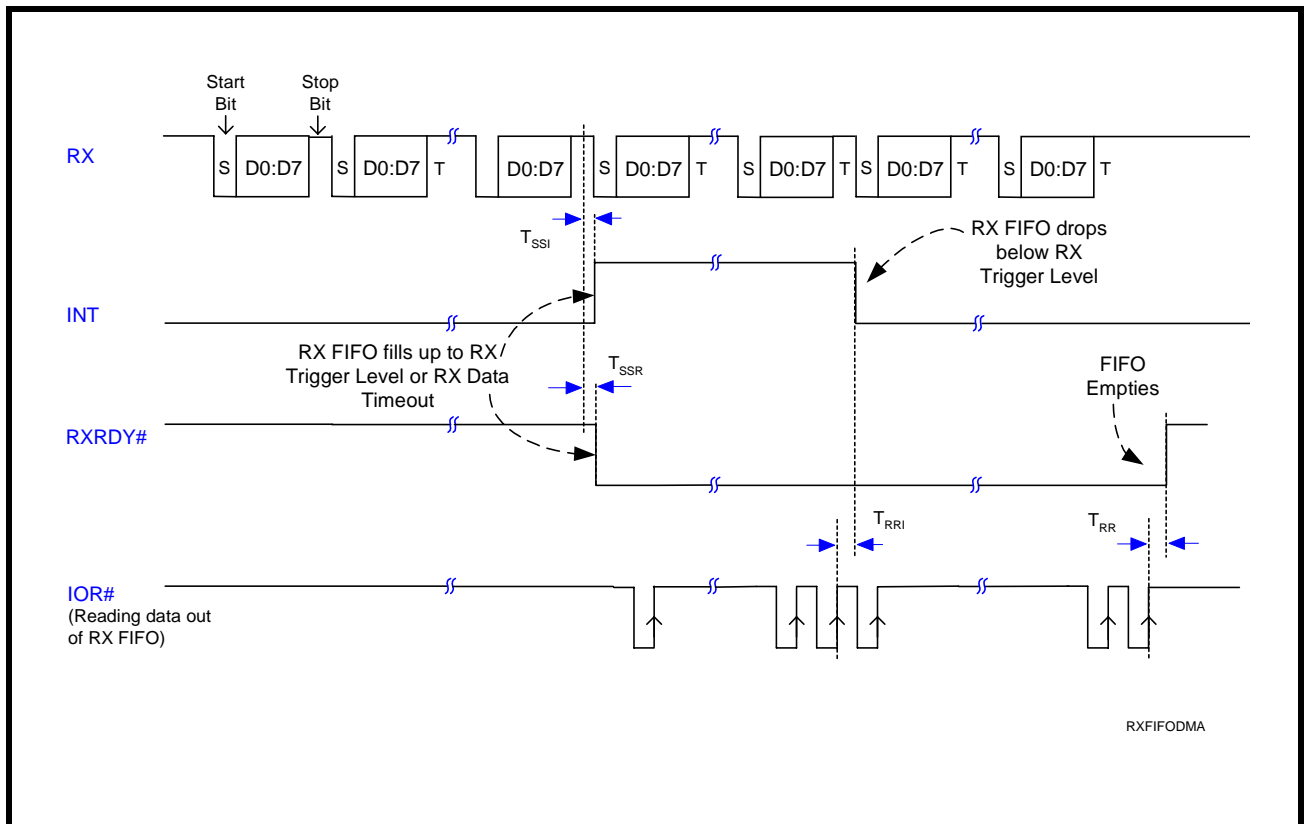 Start
Bit
Stop
Bit
RX
S D0:D7 S D0:D7 T D0:D7 S D0:D7 T S D0:D7 T S D0:D7 T S D0:D7 T
TSSI
RX FIFO drops
below RX
Trigger Level
INT
RX FIFO fills up to RX
Trigger Level or RX Data
Timeout
TSSR
FIFO
Empties
RXRDY#
TRRI
TRR
IOR#
(Reading data out
of RX FIFO)
RXFIFODMA